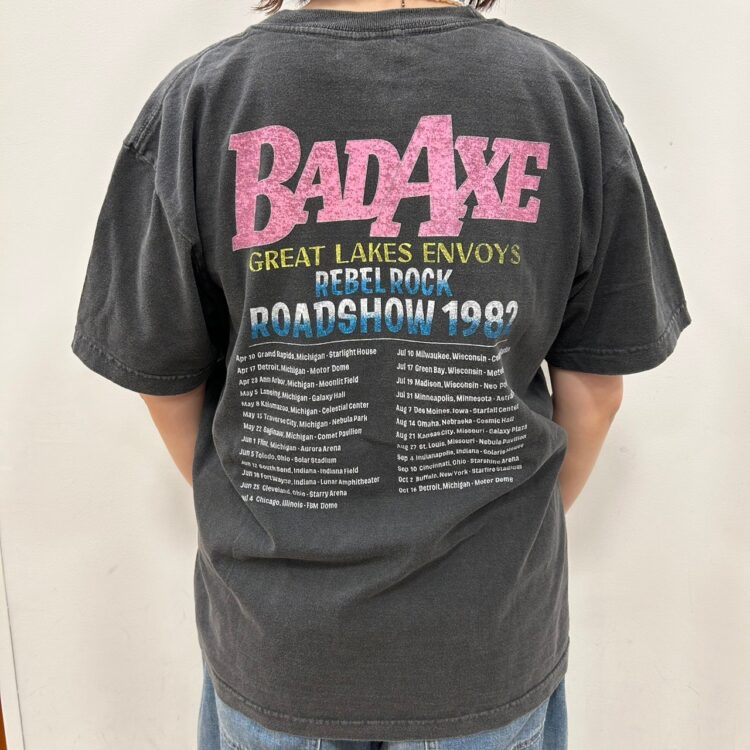 BADAXE
GREAT LAKES ENVOYS
REBEL ROCK
ROADSHOW 1982
Apr 10 Grand Rapids, Michigan - Starlight House
Apr 17 Detroit, Michigan - Motor Dome
Apr 23 Ann Arbor, Michigan - Moonlit Field
May 5 Lansing, Michigan - Galaxy Hall
May 8 Kalamazoo, Michigan - Celestial Center
May 15 Traverse City, Michigan - Nebula Park
May 22 Saginaw, Michigan - Comet Pavilion
Jun 1 Flint, Michigan - Aurora Arena
Jun 5 Toledo, Ohio - Solar Stadium
Jun 12 South Bend, Indiana - Indiana Field
Jun 18 Fort Wayne, Indiana - Lunar Amphitheater
Jun 25 Cleveland, Ohio - Starry Arena
Jul 4 Chicago, Illinois - FBM Dome
Jul 10 Milwaukee, Wisconsin -
Jul 17 Green Bay, Wisconsin -
Jul 19 Madison, Wisconsin - Neo
Jul 31 Minneapolis, Minnesota -
Aug 7 Des Moines, Iowa - Starfall Center
Aug 14 Omaha, Nebraska - Cosmic Hall
Aug 21 Kansas City, Missouri - Galaxy Plaza
Aug 27 St. Louis, Missouri - Nebula Pavilion
Sep 4 Indianapolis, Indiana - Solaris House
Sep 10 Cincinnati, Ohio - Starshine Arena
Oct 2 Buffalo, New York - Starfire Stadium
Oct 16 Detroit, Michigan - Motor Dome